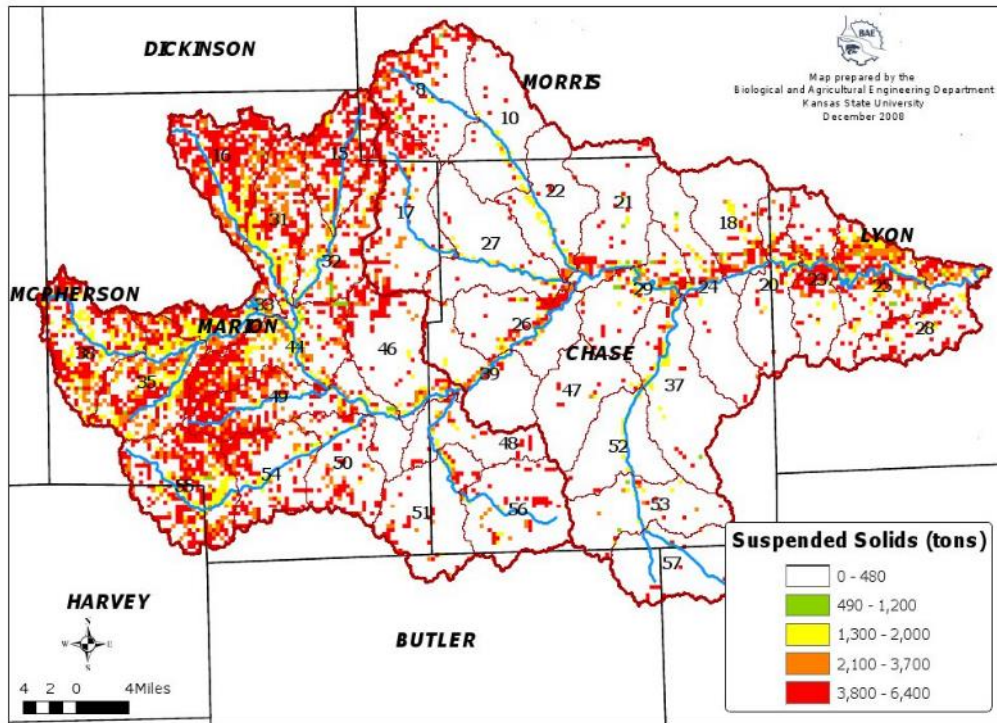 DICKINSON
MORRIS
BAE
Map prepared by the
Biological and Agricultural Engineering Department
Kansas State University
December 2008
8
10
16
15
31
17
22
21
18
27
LYON
32
MCPHERSON
33
MARION
29
24
20
23
25
28
44
46
26
CHASE
38
35
39
37
49
47
48
52
50
54
55
51
56
53
57
HARVEY
BUTLER
N
W
E
S
4 2 0 4Miles
Suspended Solids (tons)
0 - 480
490 - 1,200
1,300 - 2,000
2,100 - 3,700
3,800 - 6,400